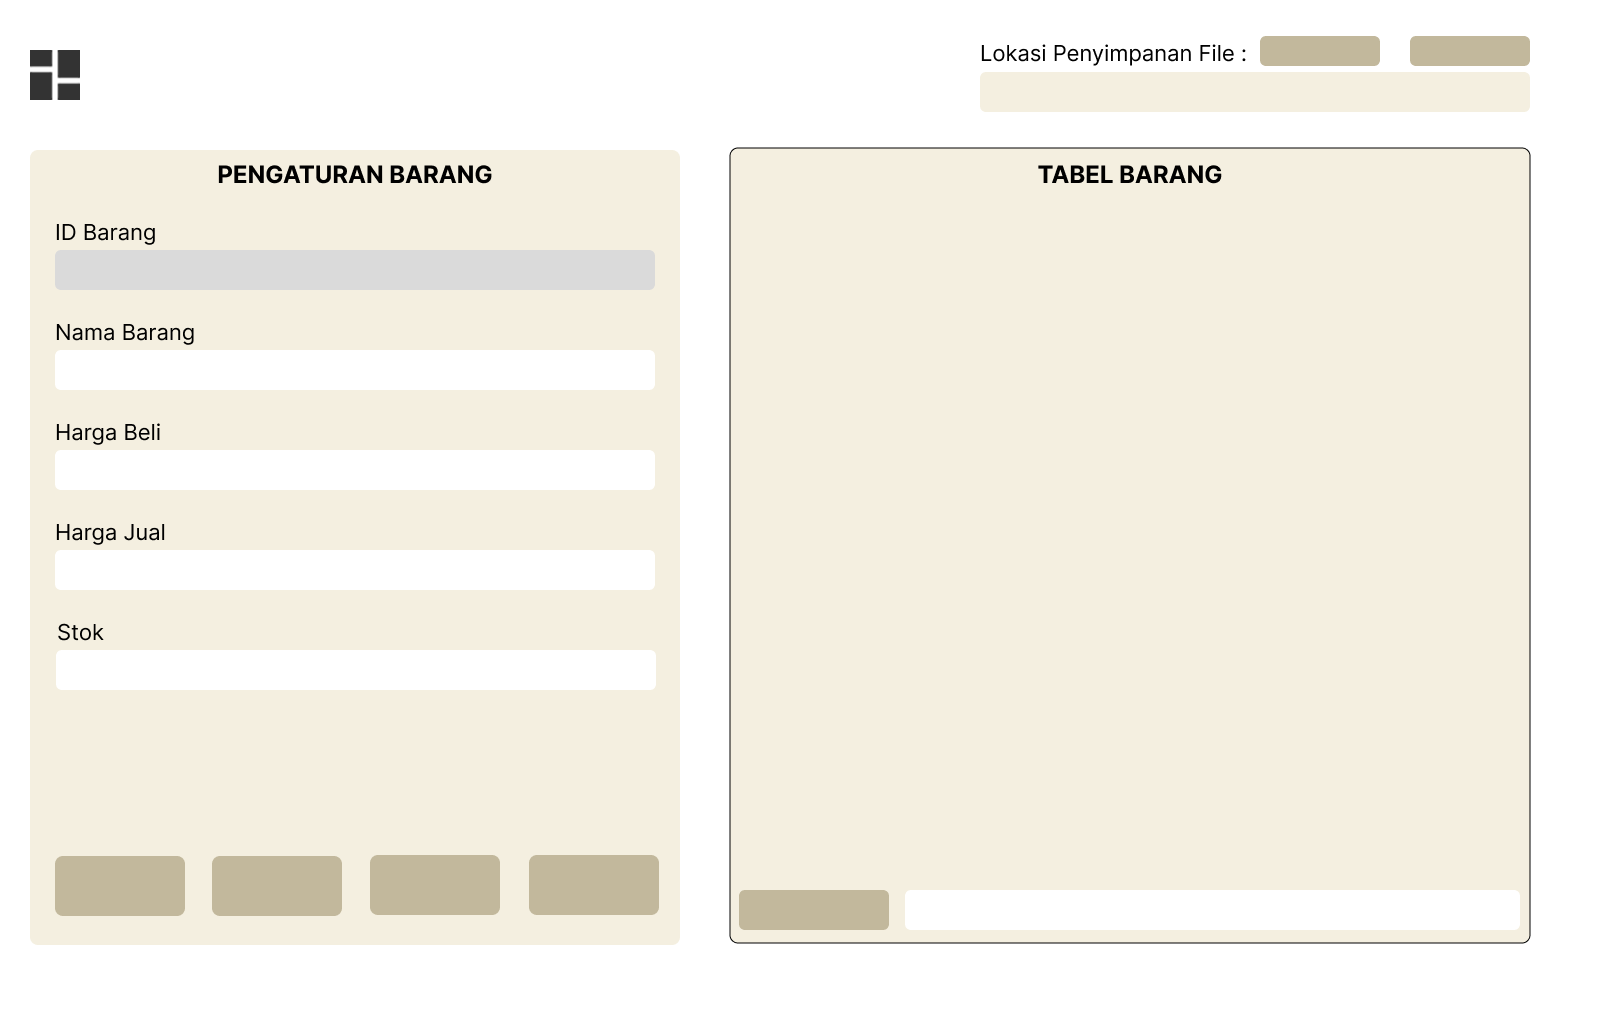 Lokasi Penyimpanan File :
PENGATURAN BARANG
ID Barang
Nama Barang
Harga Beli
Harga Jual
Stok
TABEL BARANG